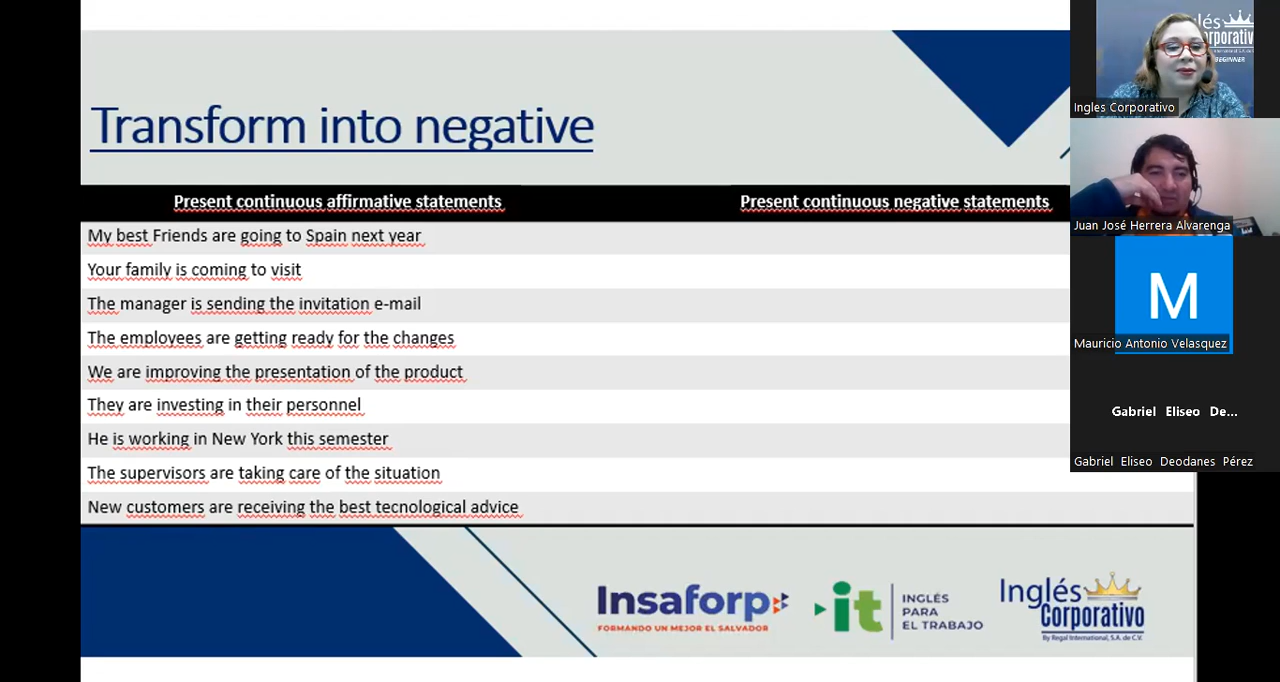 Transform into negative
Present continuous affirmative statements
Present continuous negative statements
My best Friends are going to Spain next year
Your family is coming to visit
The manager is sending the invitation e-mail
The employees are getting ready for the changes
We are improving the presentation of the product
They are investing in their personnel
He is working in New York this semester
The supervisors are taking care of the situation
New customers are receiving the best tecnological advice
Insaforp
FORMANDO UN MEJOR EL SALVADOR
it
INGLÉS
PARA
EL TRABAJO
Inglés
Corporativo
By Regal International, S.A. de C.V.
Ingles Corporativo
Juan José Herrera Alvarenga
M
Mauricio Antonio Velasquez
Gabriel Eliseo De...
Gabriel Eliseo Deodanes Pérez